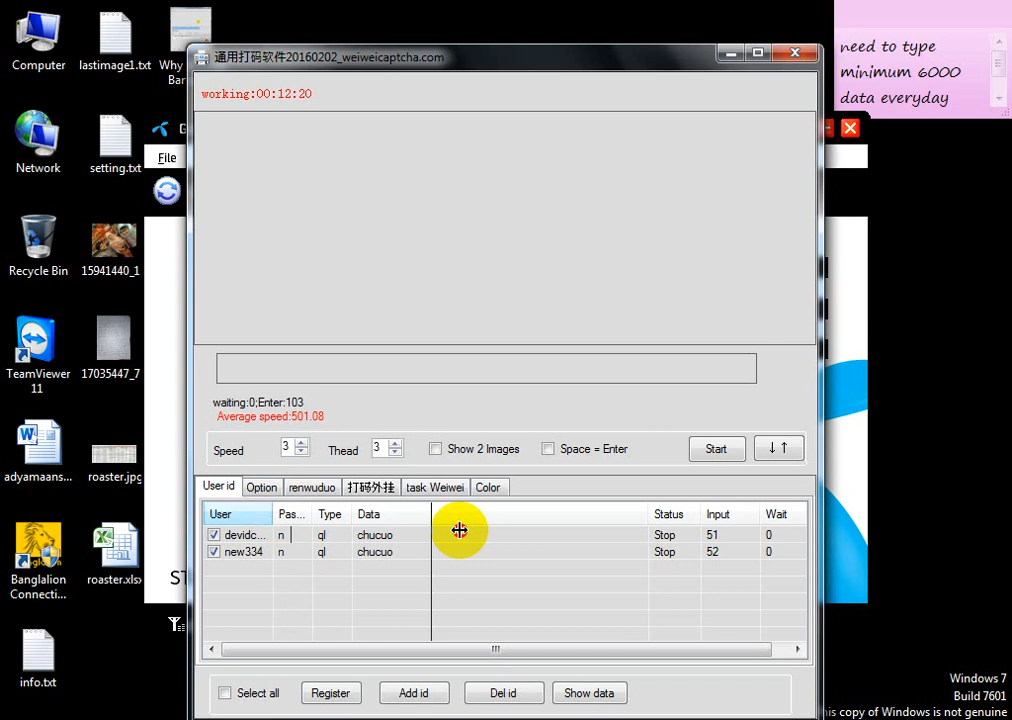 Computer
lastimage1.txt
Why
Ban
Network
setting.txt
Recycle Bin
15941440_1
TeamViewer
11
17035447_7
adyamaans...
roaster.jpg
Banglalion
Connecti...
roaster.xlsx
info.txt
File
通用打码软件20160202_weiweicaptcha.com
working:00:12:20
waiting:0;Enter:103
Average speed:501.08
Speed 3 Thead 3 Show 2 Images Space = Enter Start ↓↑
User id Option renwuduo 打码外挂 task Weiwei Color
User Pas... Type Data Status Input Wait
devidc... n ql chucuo Stop 51 0
new334 n ql chucuo Stop 52 0
Select all Register Add id Del id Show data
need to type
minimum 6000
data everyday
Windows 7
Build 7601
his copy of Windows is not genuine